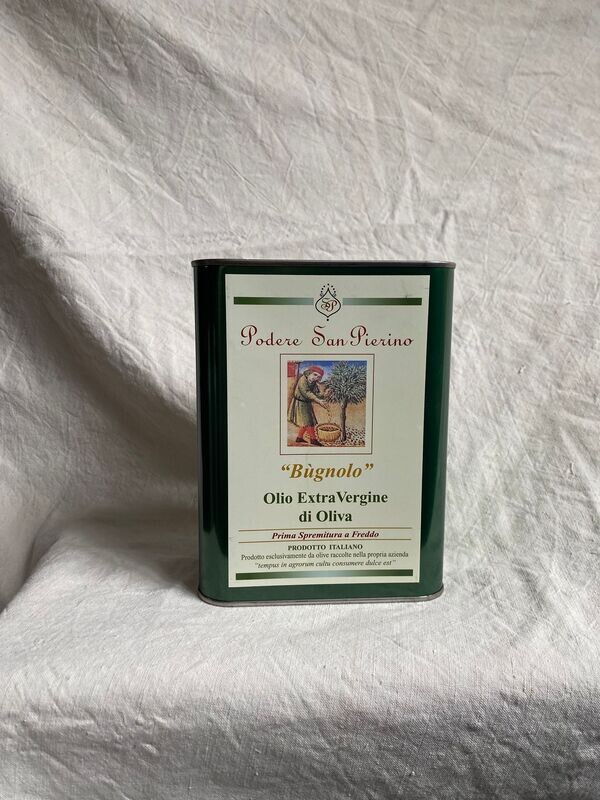 SP
Podere San Pierino
“Bùgnolo”
Olio ExtraVergine
di Oliva
Prima Spremitura a Freddo
PRODOTTO ITALIANO
Prodotto esclusivamente da olive raccolte nella propria azienda
"tempus in agrorum cultu consumere dulce est"